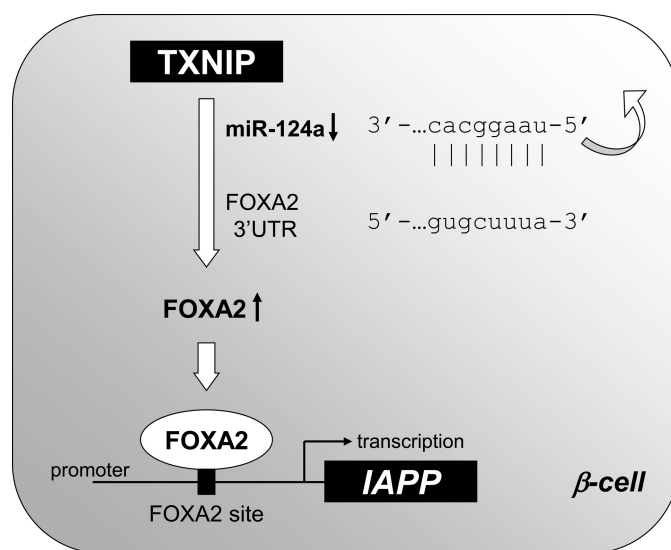 TXNIP
miR-124a↓
3'-…cacggaau-5'
FOXA2
3'UTR
5'-…gugcuuua-3'
FOXA2↑
FOXA2
transcription
promoter
IAPP
β-cell
FOXA2 site